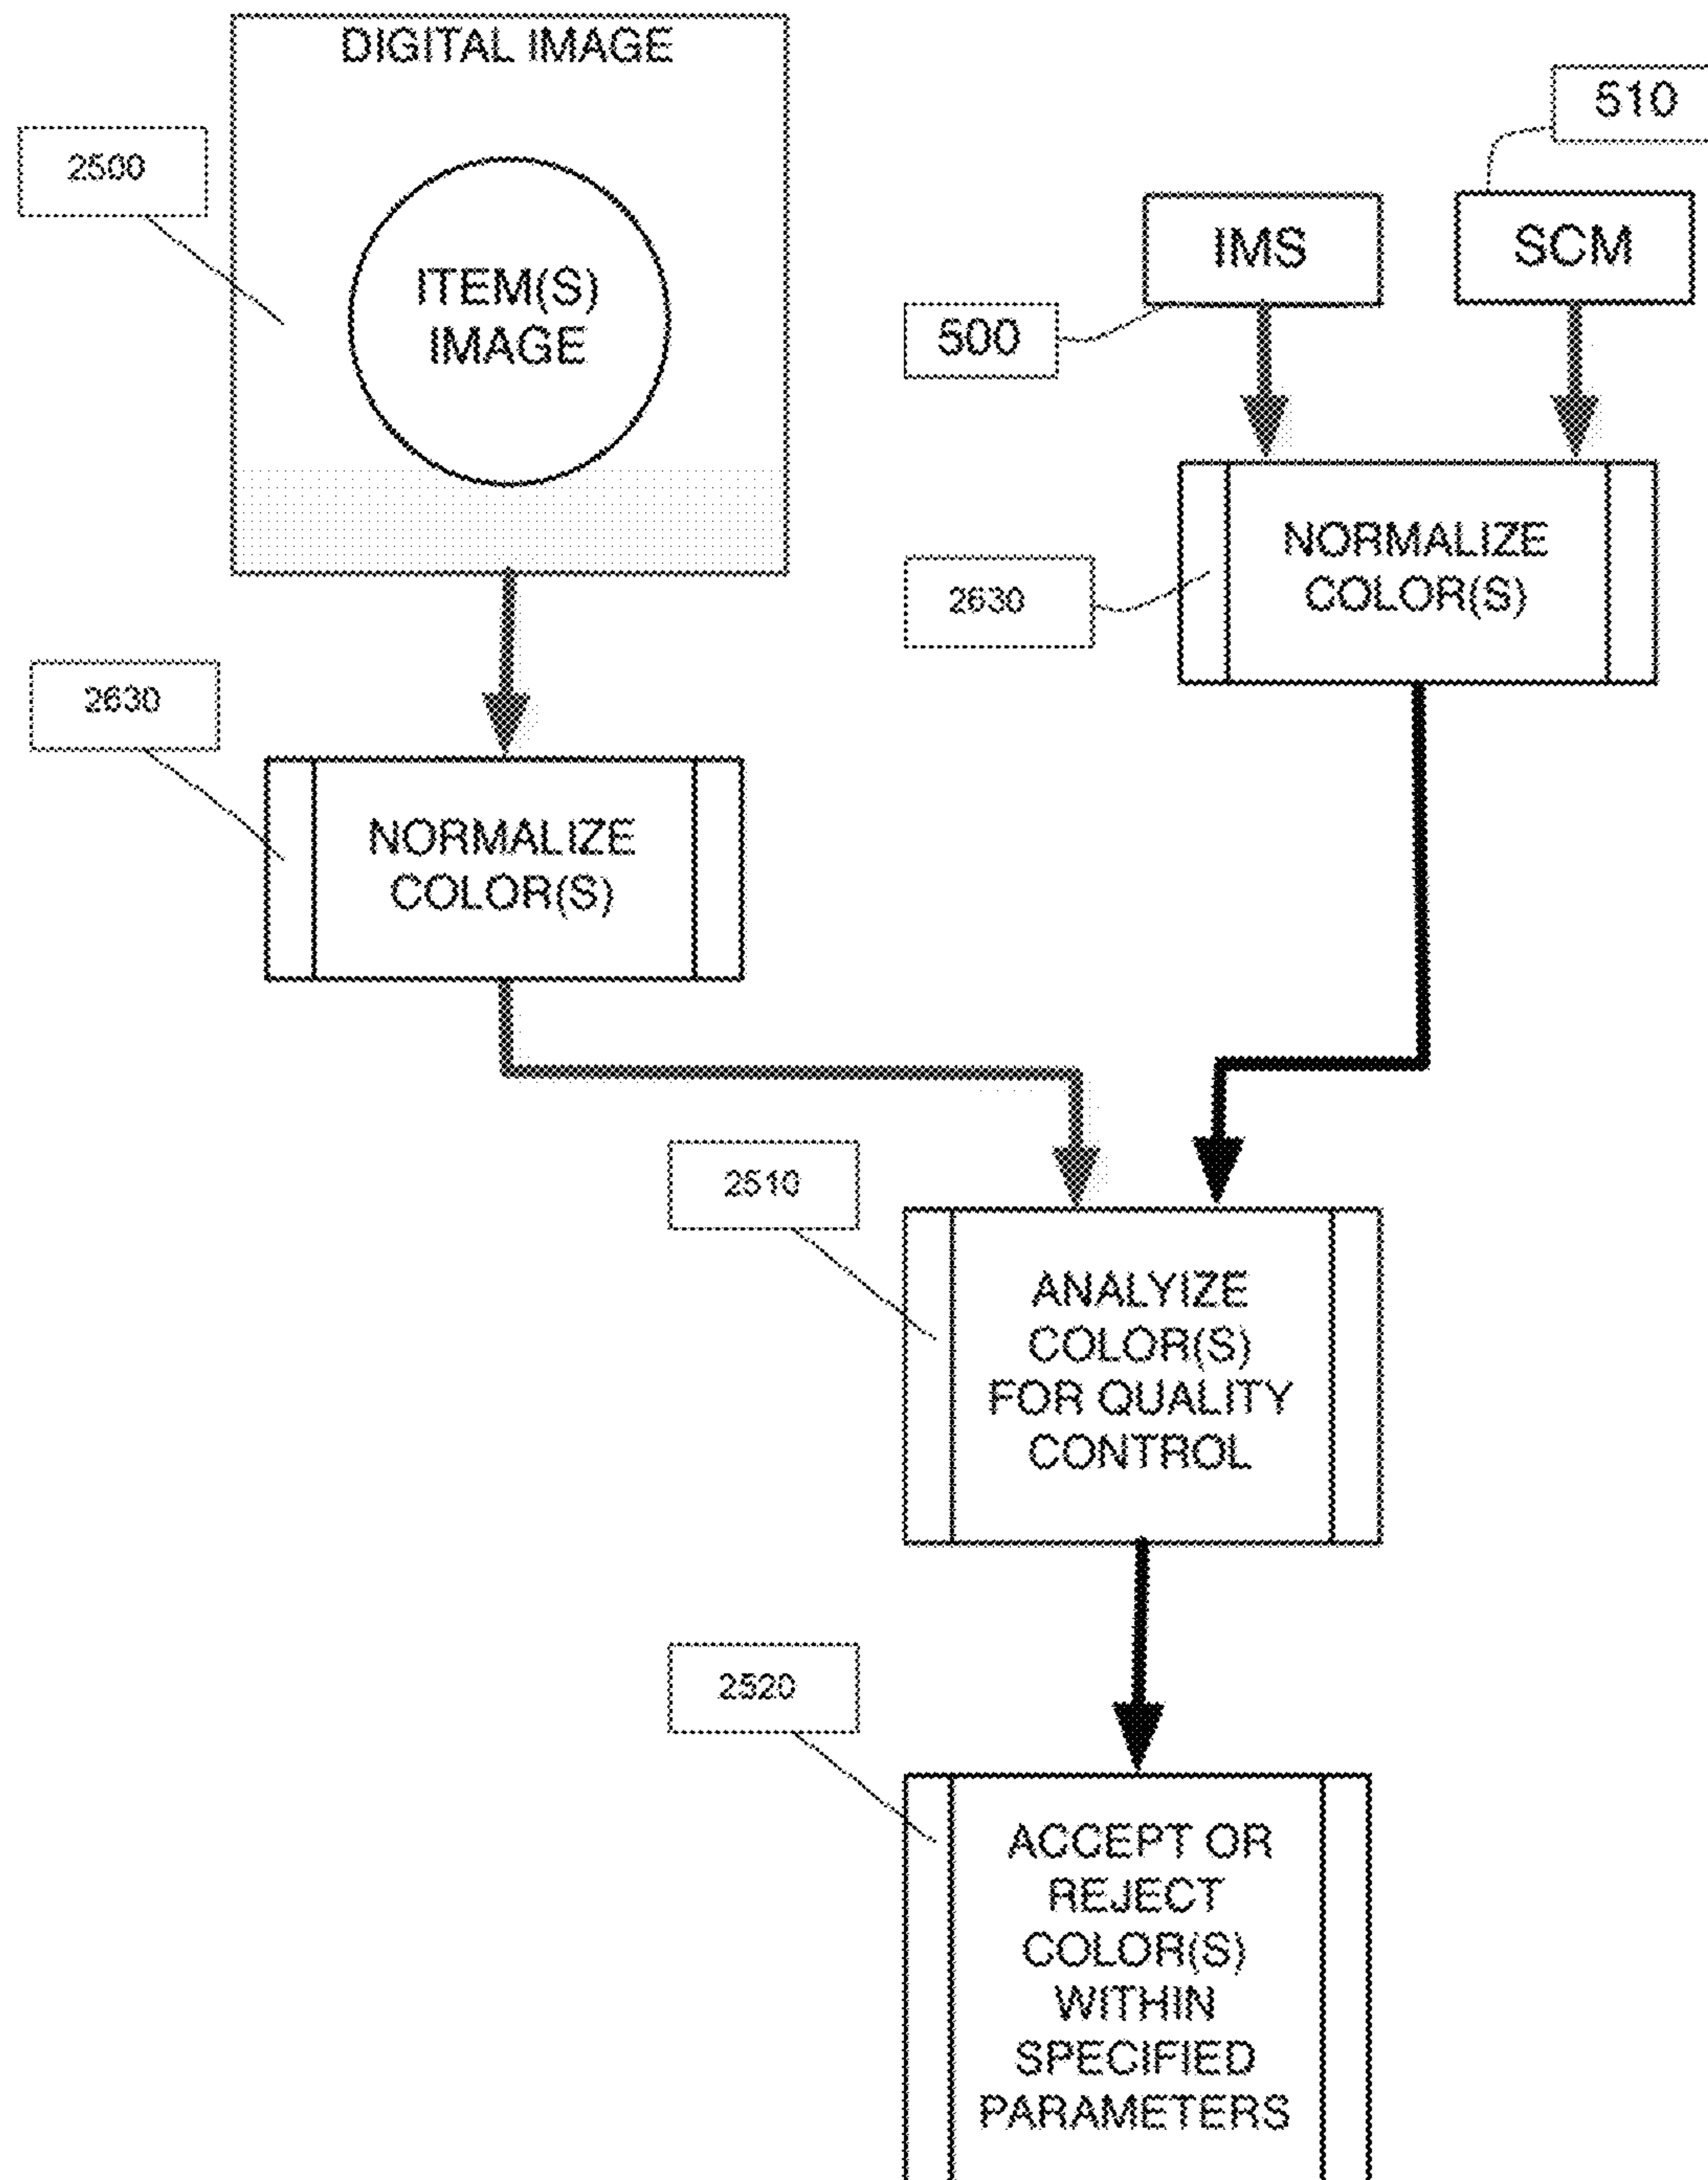 DIGITAL IMAGE
2500
ITEM(S)
IMAGE
510
IMS
SCM
500
NORMALIZE
COLOR(S)
2630
2630
NORMALIZE
COLOR(S)
2510
ANALYIZE
COLOR(S)
FOR QUALITY
CONTROL
2520
ACCEPT OR
REJECT
COLOR(S)
WITHIN
SPECIFIED
PARAMETERS